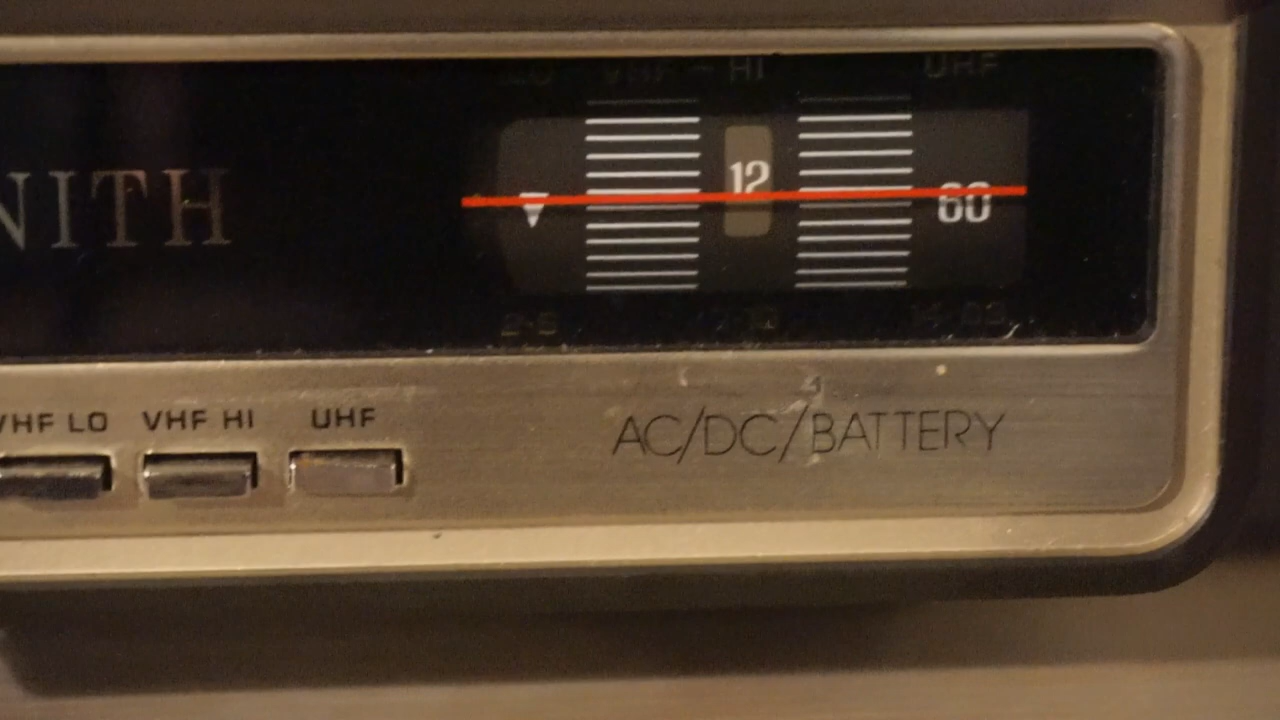 VHF - HI UHF
12
60
NITH
VHF LO VHF HI UHF
AC/DC/BATTERY